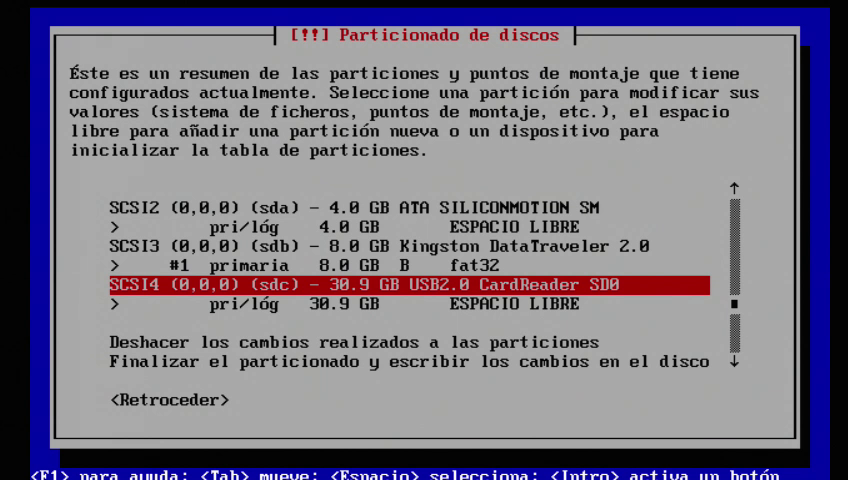 [!!] Particionado de discos
Éste es un resumen de las particiones y puntos de montaje que tiene
configurados actualmente. Seleccione una partición para modificar sus
valores (sistema de ficheros, puntos de montaje, etc.), el espacio
libre para añadir una partición nueva o un dispositivo para
inicializar la tabla de particiones.
SCSI2 (0,0,0) (sda) - 4.0 GB ATA SILICONMOTION SM
> pri/lóg 4.0 GB ESPACIO LIBRE
SCSI3 (0,0,0) (sdb) - 8.0 GB Kingston DataTraveler 2.0
> #1 primaria 8.0 GB B fat32
SCSI4 (0,0,0) (sdc) - 30.9 GB USB2.0 CardReader SD0
> pri/lóg 30.9 GB ESPACIO LIBRE
Deshacer los cambios realizados a las particiones
Finalizar el particionado y escribir los cambios en el disco
<Retroceder>
<F1> para ayuda; <Tab> mueve; <Espacio> selecciona; <Intro> activa un botón